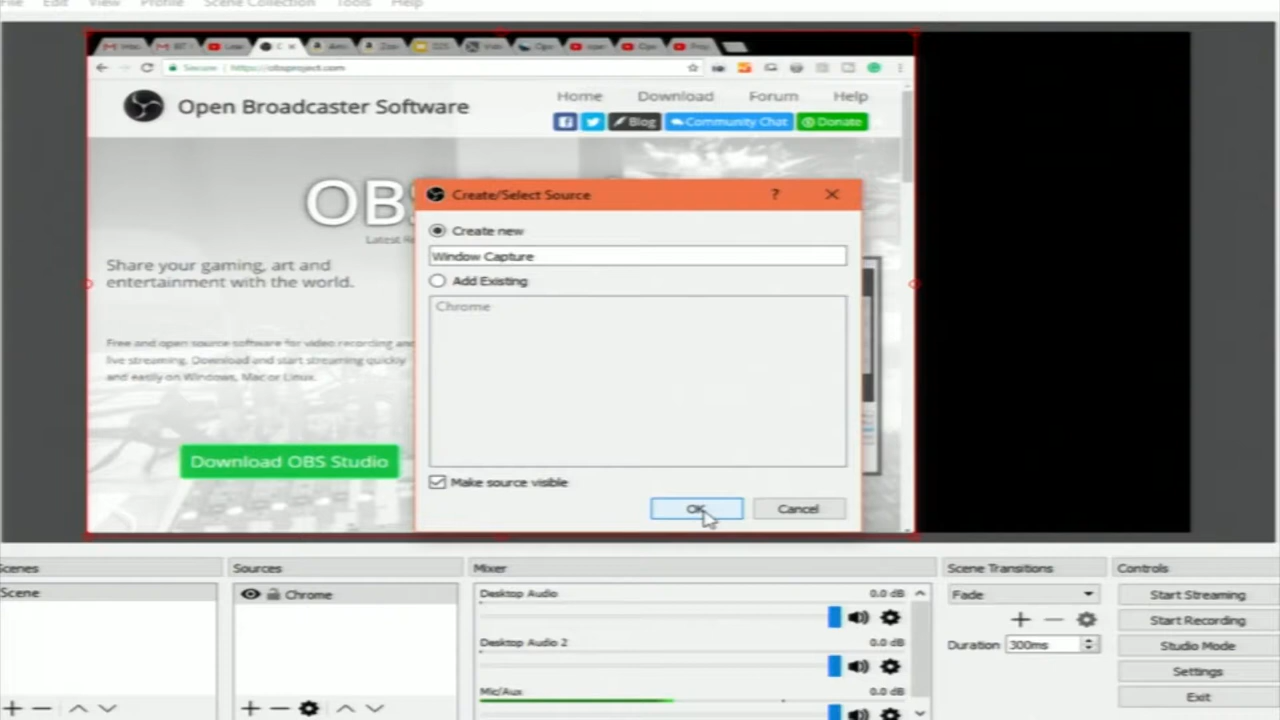 File Edit View Profile Scene Collection Tools Help
Secure https://obsproject.com
Open Broadcaster Software
Home Download Forum Help
Blog Community Chat Donate
OBS
Latest Re
Share your gaming, art and
entertainment with the world.
Free and open source software for video recording and
live streaming. Download and start streaming quickly
and easily on Windows, Mac or Linux.
Download OBS Studio
Create/Select Source ?
Create new
Window Capture
Add Existing
Chrome
Make source visible
OK Cancel
Scenes
Scene
Sources
Chrome
Mixer
Desktop Audio 0.0 dB
Desktop Audio 2 0.0 dB
Mic/Aux 0.0 dB
Scene Transitions
Fade
Duration 300ms
Controls
Start Streaming
Start Recording
Studio Mode
Settings
Exit